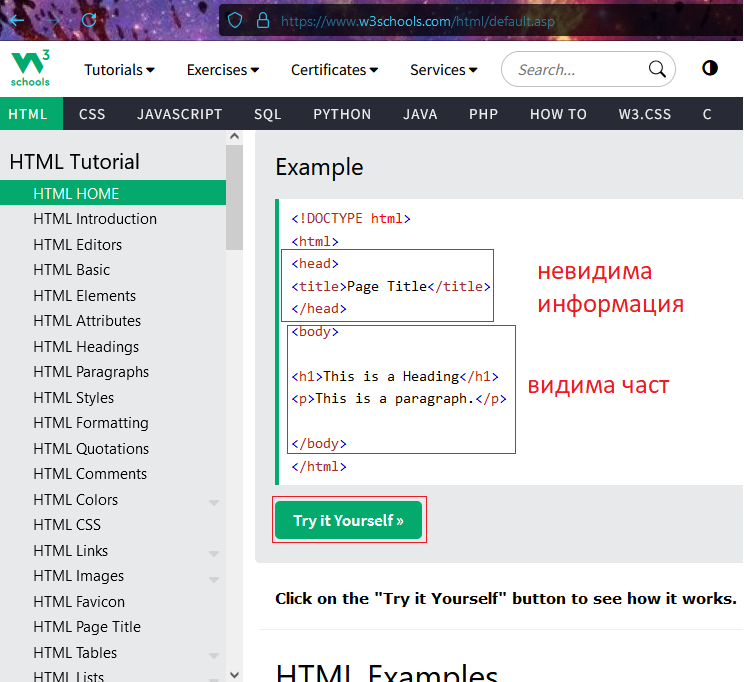 https://www.w3schools.com/html/default.asp
w3
schools
Tutorials
Exercises
Certificates
Services
Search...
HTML CSS JAVASCRIPT SQL PYTHON JAVA PHP HOW TO W3.CSS C
HTML Tutorial
HTML HOME
HTML Introduction
HTML Editors
HTML Basic
HTML Elements
HTML Attributes
HTML Headings
HTML Paragraphs
HTML Styles
HTML Formatting
HTML Quotations
HTML Comments
HTML Colors
HTML CSS
HTML Links
HTML Images
HTML Favicon
HTML Page Title
HTML Tables
HTML Lists
Example
<!DOCTYPE html>
<html>
<head>
<title>Page Title</title>
</head>
<body>
<h1>This is a Heading</h1>
<p>This is a paragraph.</p>
</body>
</html>
невидима
информация
видима част
Try it Yourself »
Click on the "Try it Yourself" button to see how it works.
HTML Examples